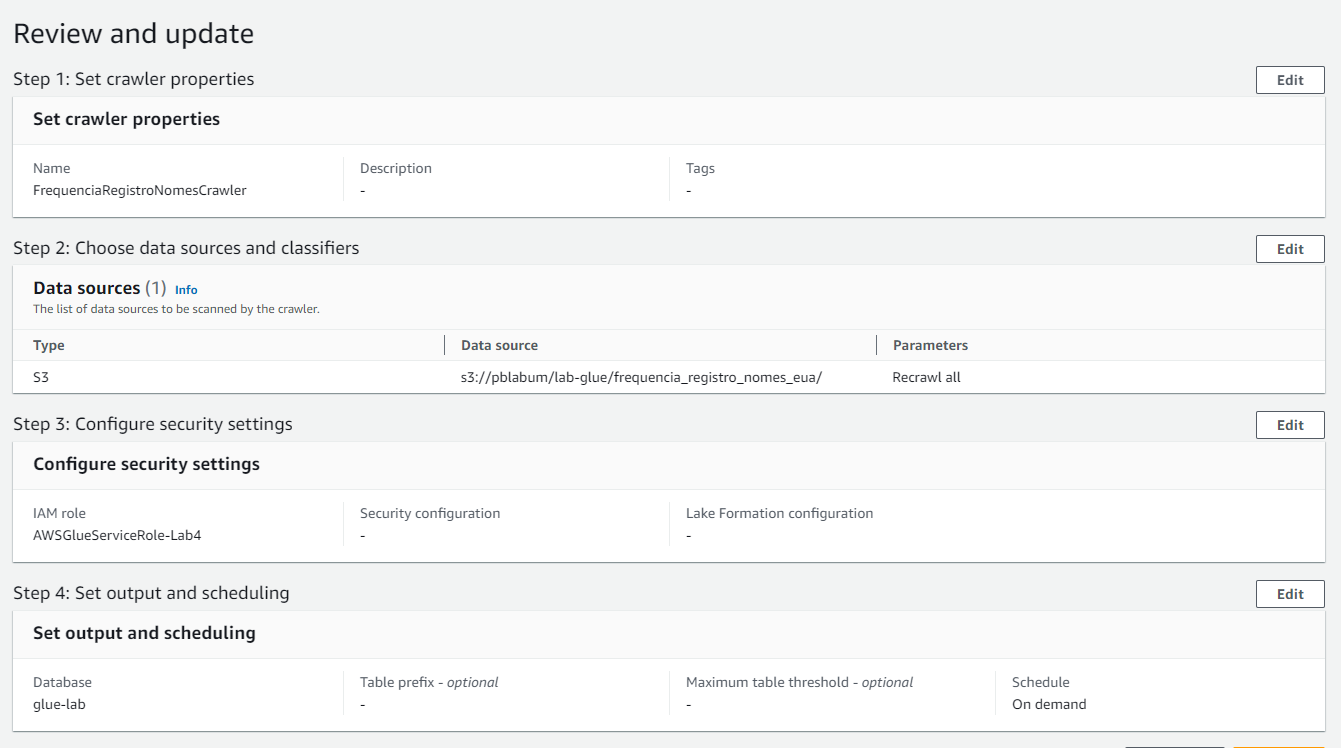 Review and update
Step 1: Set crawler properties
Edit
Set crawler properties
Name
Description
Tags
FrequenciaRegistroNomesCrawler
-
-
Step 2: Choose data sources and classifiers
Edit
Data sources (1) Info
The list of data sources to be scanned by the crawler.
Type
Data source
Parameters
S3
s3://pblabum/lab-glue/frequencia_registro_nomes_eua/
Recrawl all
Step 3: Configure security settings
Edit
Configure security settings
IAM role
Security configuration
Lake Formation configuration
AWSGlueServiceRole-Lab4
-
-
Step 4: Set output and scheduling
Edit
Set output and scheduling
Database
Table prefix - optional
Maximum table threshold - optional
Schedule
glue-lab
-
-
On demand